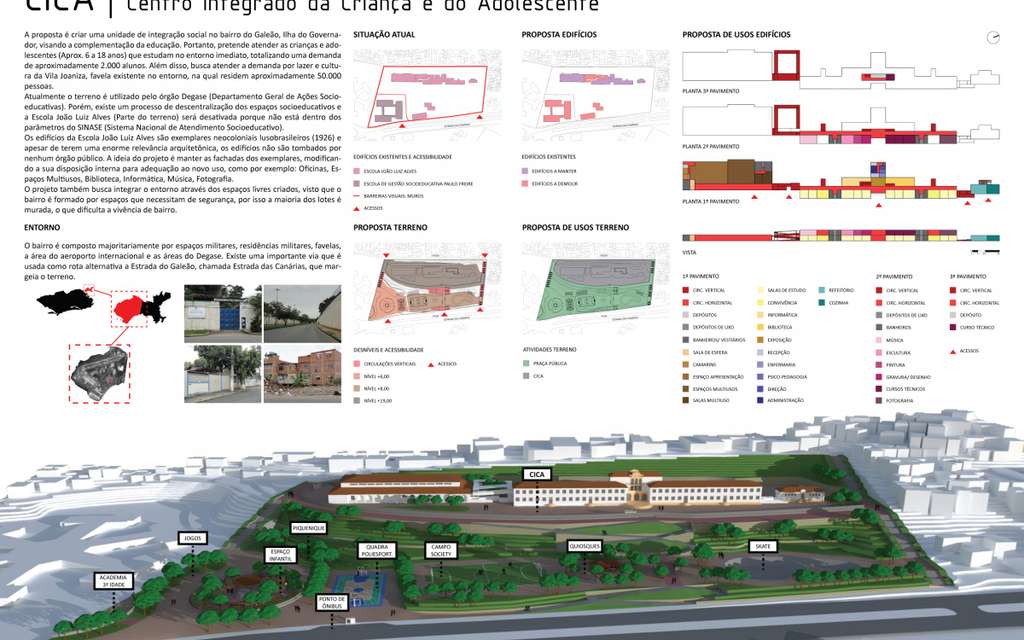 CICA | Centro Integrado da Criança e do Adolescente
A proposta é criar uma unidade de integração social no bairro do Galeão, Ilha do Governa-
dor, visando a complementação da educação. Portanto, pretende atender as crianças e ado-
lescentes (Aprox. 6 a 18 anos) que estudam no entorno imediato, totalizando uma demanda
de aproximadamente 2.000 alunos. Além disso, busca atender a demanda por lazer e cultu-
ra da Vila Joaniza, favela existente no entorno, na qual residem aproximadamente 50.000
pessoas.
Atualmente o terreno é utilizado pelo órgão Degase (Departamento Geral de Ações Socio-
educativas). Porém, existe um processo de descentralização dos espaços socioeducativos e
a Escola João Luiz Alves (Parte do terreno) será desativada porque não está dentro dos
parâmetros do SINASE (Sistema Nacional de Atendimento Socioeducativo).
Os edifícios da Escola João Luiz Alves são exemplares neocoloniais lusobrasileiros (1926) e
apesar de terem uma enorme relevância arquitetônica, os edifícios não são tombados por
nenhum órgão público. A ideia do projeto é manter as fachadas dos exemplares, modifican-
do a sua disposição interna para adequação ao novo uso, como por exemplo: Oficinas, Es-
paços Multiusos, Biblioteca, Informática, Música, Fotografia.
O projeto também busca integrar o entorno através dos espaços livres criados, visto que o
bairro é formado por espaços que necessitam de segurança, por isso a maioria dos lotes é
murada, o que dificulta a vivência de bairro.
ENTORNO
O bairro é composto majoritariamente por espaços militares, residências militares, favelas,
a área do aeroporto internacional e as áreas do Degase. Existe uma importante via que é
usada como rota alternativa a Estrada do Galeão, chamada Estrada das Canárias, que mar-
geia o terreno.
SITUAÇÃO ATUAL
EDIFÍCIOS EXISTENTES E ACESSIBILIDADE
ESCOLA JOÃO LUIZ ALVES
ESCOLA DE GESTÃO SOCIOEDUCATIVA PAULO FREIRE
BARREIRAS VISUAIS: MUROS
ACESSOS
PROPOSTA EDIFÍCIOS
EDIFÍCIOS EXISTENTES
EDIFÍCIOS A MANTER
EDIFÍCIOS A DEMOLIR
PROPOSTA TERRENO
DESNÍVEIS E ACESSIBILIDADE
CIRCULAÇÕES VERTICAIS
ACESSOS
NÍVEL +6,00
NÍVEL +8,00
NÍVEL +19,00
PROPOSTA DE USOS TERRENO
ATIVIDADES TERRENO
PRAÇA PÚBLICA
CICA
PROPOSTA DE USOS EDIFÍCIOS
PLANTA 3º PAVIMENTO
PLANTA 2º PAVIMENTO
PLANTA 1º PAVIMENTO
VISTA
1º PAVIMENTO
CIRC. VERTICAL
CIRC. HORIZONTAL
DEPÓSITOS
DEPÓSITOS DE LIXO
BANHEIROS/ VESTIÁRIOS
SALA DE ESPERA
CAMARINS
ESPAÇO APRESENTAÇÃO
ESPAÇOS MULTIUSOS
SALAS MULTIUSO
SALAS DE ESTUDO
CONVIVÊNCIA
INFORMÁTICA
BIBLIOTECA
EXPOSIÇÃO
RECEPÇÃO
ENFERMARIA
PSICO-PEDAGOGIA
DIREÇÃO
ADMINISTRAÇÃO
REFEITÓRIO
COZINHA
2º PAVIMENTO
CIRC. VERTICAL
CIRC. HORIZONTAL
DEPÓSITOS DE LIXO
BANHEIROS
MÚSICA
ESCULTURA
PINTURA
GRAVURA/ DESENHO
CURSOS TÉCNICOS
FOTOGRAFIA
3º PAVIMENTO
CIRC. VERTICAL
CIRC. HORIZONTAL
DEPÓSITO
CURSO TÉCNICO
ACESSOS
CICA
PIQUENIQUE
JOGOS
ESPAÇO
INFANTIL
QUADRA
POLIESPORT.
CAMPO
SOCIETY
QUIOSQUES
SKATE
ACADEMIA
3ª IDADE
PONTO DE
ÔNIBUS